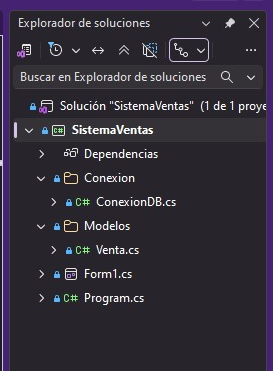 Explorador de soluciones
Buscar en Explorador de soluciones
Solución "SistemaVentas" (1 de 1 proye
C# SistemaVentas
Dependencias
Conexion
C# ConexionDB.cs
Modelos
C# Venta.cs
Form1.cs
C# Program.cs